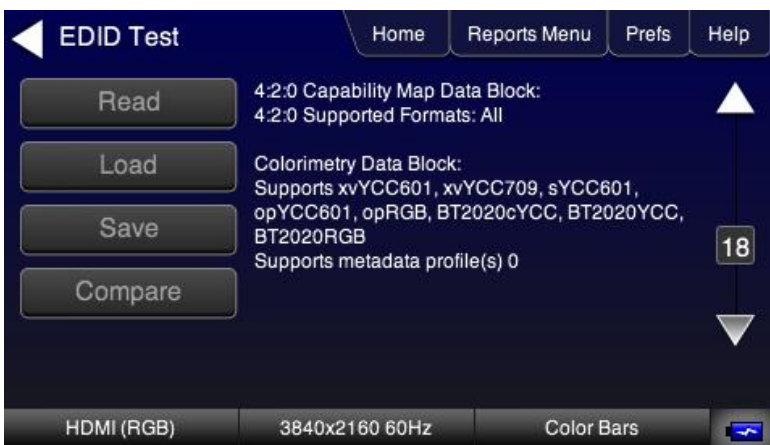 EDID Test
Home
Reports Menu
Prefs
Help
Read
Load
Save
Compare
4:2:0 Capability Map Data Block:
4:2:0 Supported Formats: All
Colorimetry Data Block:
Supports xvYCC601, xvYCC709, sYCC601,
opYCC601, opRGB, BT2020cYCC, BT2020YCC,
BT2020RGB
Supports metadata profile(s) 0
18
HDMI (RGB)
3840x2160 60Hz
Color Bars